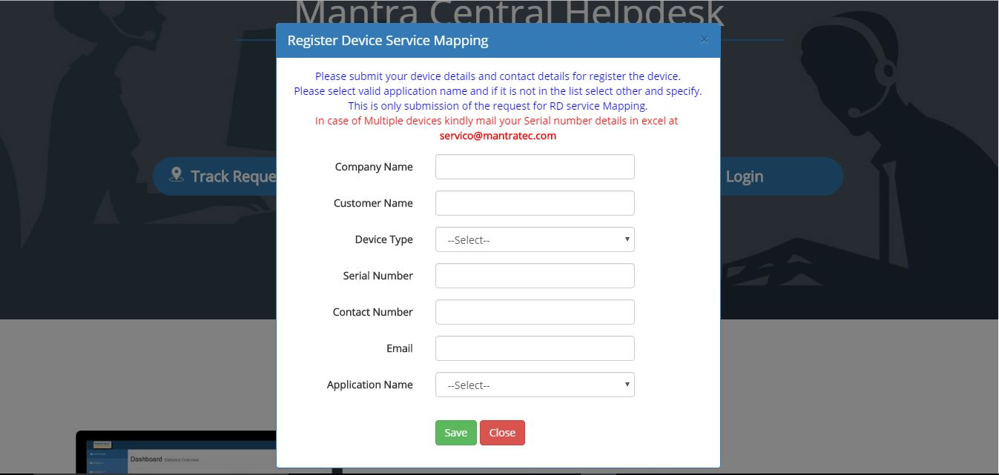 Mantra Central Helpdesk
Register Device Service Mapping ×
Please submit your device details and contact details for register the device.
Please select valid application name and if it is not in the list select other and specify.
This is only submission of the request for RD service Mapping.
In case of Multiple devices kindly mail your Serial number details in excel at
servico@mantratec.com
Track Reque
Login
Company Name
Customer Name
Device Type --Select--
Serial Number
Contact Number
Email
Application Name --Select--
Save Close
Dashboard Statistics Overview